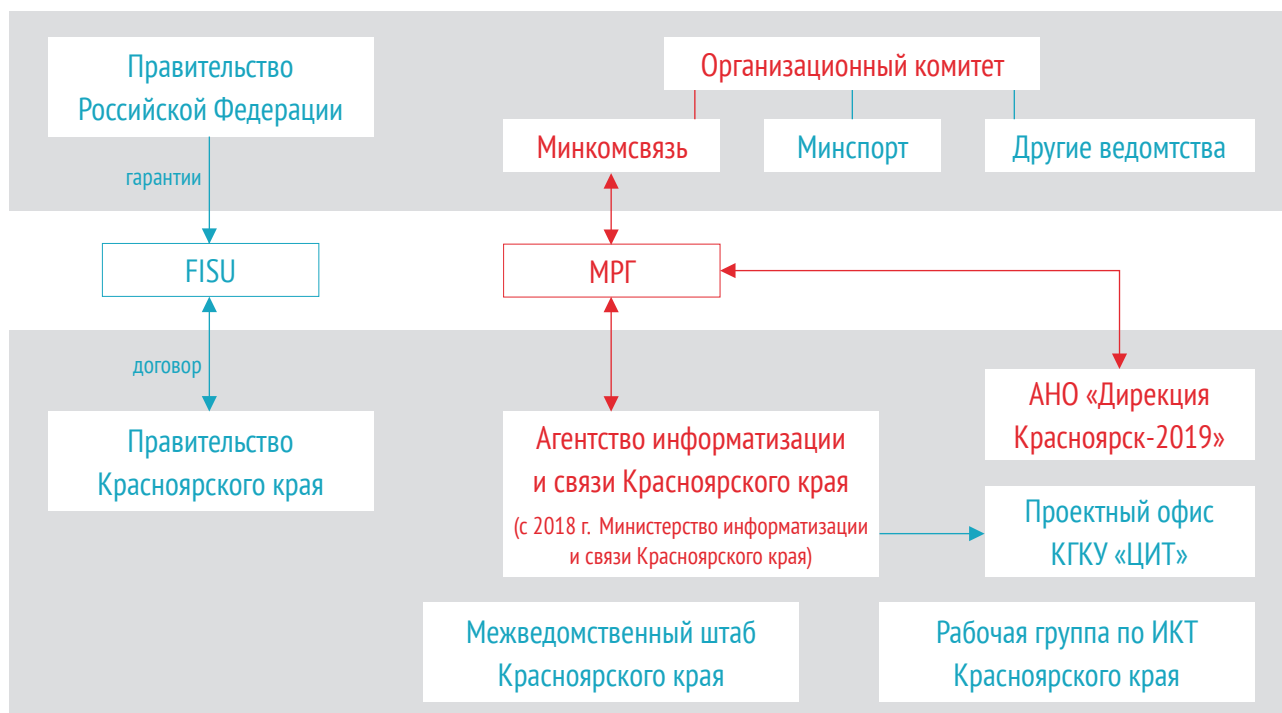 Правительство
Российской Федерации
Организационный комитет
Минкомсвязь
Минспорт
Другие ведомтства
гарантии
FISU
МРГ
договор
Правительство
Красноярского края
Агентство информатизации
и связи Красноярского края
(с 2018 г. Министерство информатизации
и связи Красноярского края)
АНО «Дирекция
Красноярск-2019»
Проектный офис
КГКУ «ЦИТ»
Межведомственный штаб
Красноярского края
Рабочая группа по ИКТ
Красноярского края